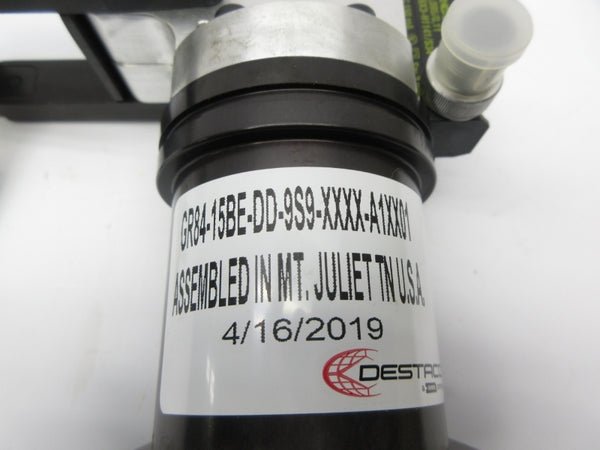 GR84-15BE-DD-9S9-XXXX-A1XX01
ASSEMBLED IN MT. JULIET TN U.S.A.
4/16/2019
DESTACO